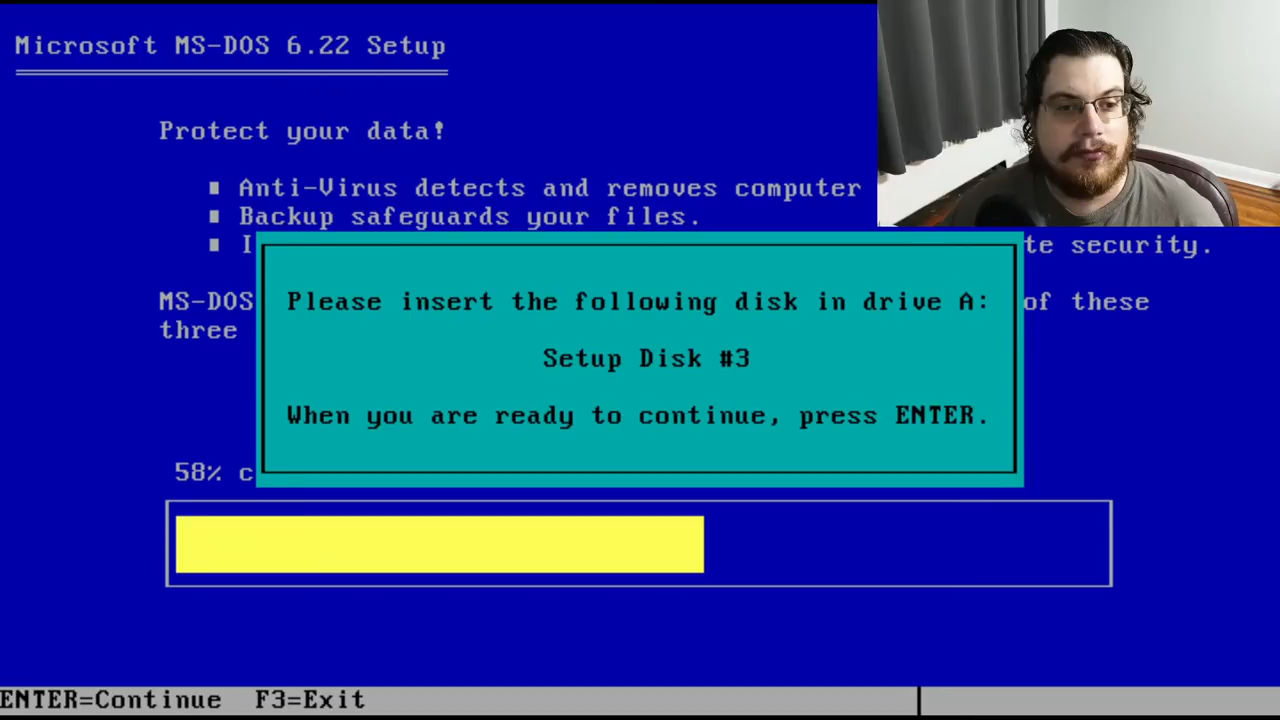 Microsoft MS-DOS 6.22 Setup
Protect your data!
Anti-Virus detects and removes computer
Backup safeguards your files.
te security.
Please insert the following disk in drive A:
MS-DOS of these
three
Setup Disk #3
When you are ready to continue, press ENTER.
58% c
ENTER=Continue F3=Exit